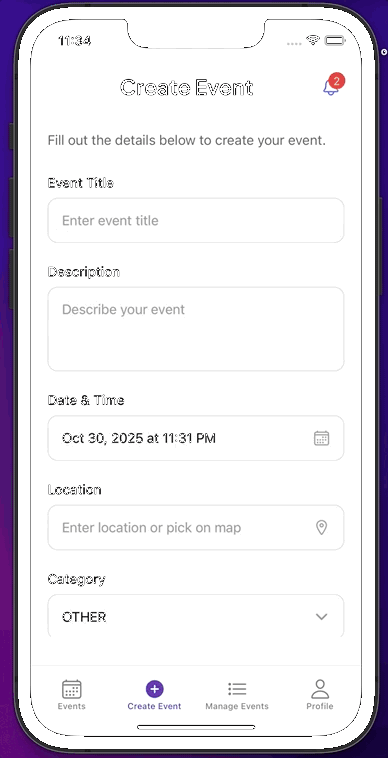 11:34
Create Event
2
Fill out the details below to create your event.
Event Title
Enter event title
Description
Describe your event
Date & Time
Oct 30, 2025 at 11:31 PM
Location
Enter location or pick on map
Category
OTHER
Events
Create Event
Manage Events
Profile